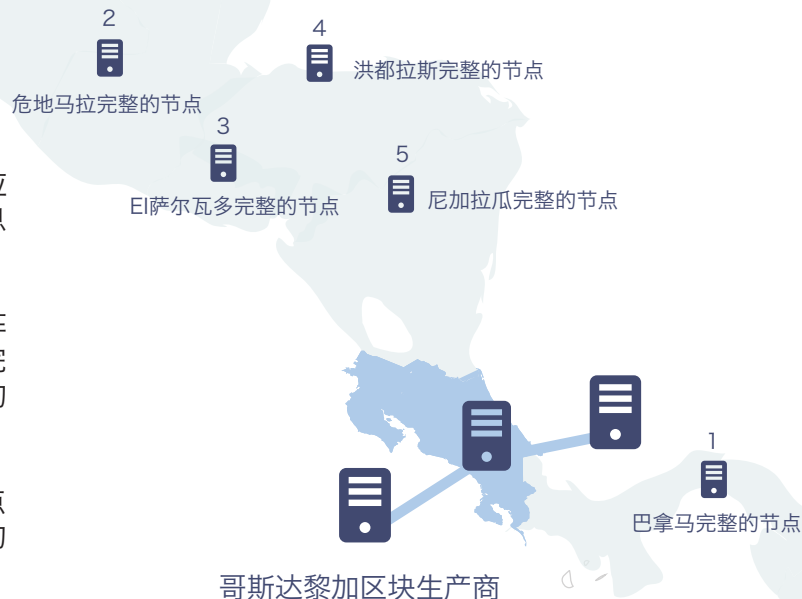 2
危地马拉完整的节点
4
洪都拉斯完整的节点
3
El萨尔瓦多完整的节点
5
尼加拉瓜完整的节点
1
巴拿马完整的节点
哥斯达黎加区块生产商